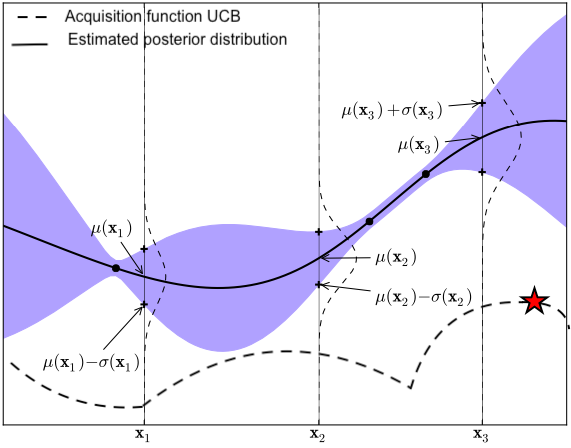 Acquisition function UCB
Estimated posterior distribution
μ(x₃)+σ(x₃)
μ(x₃)
μ(x₁)
μ(x₂)
μ(x₂)−σ(x₂)
μ(x₁)−σ(x₁)
x₁ x₂ x₃